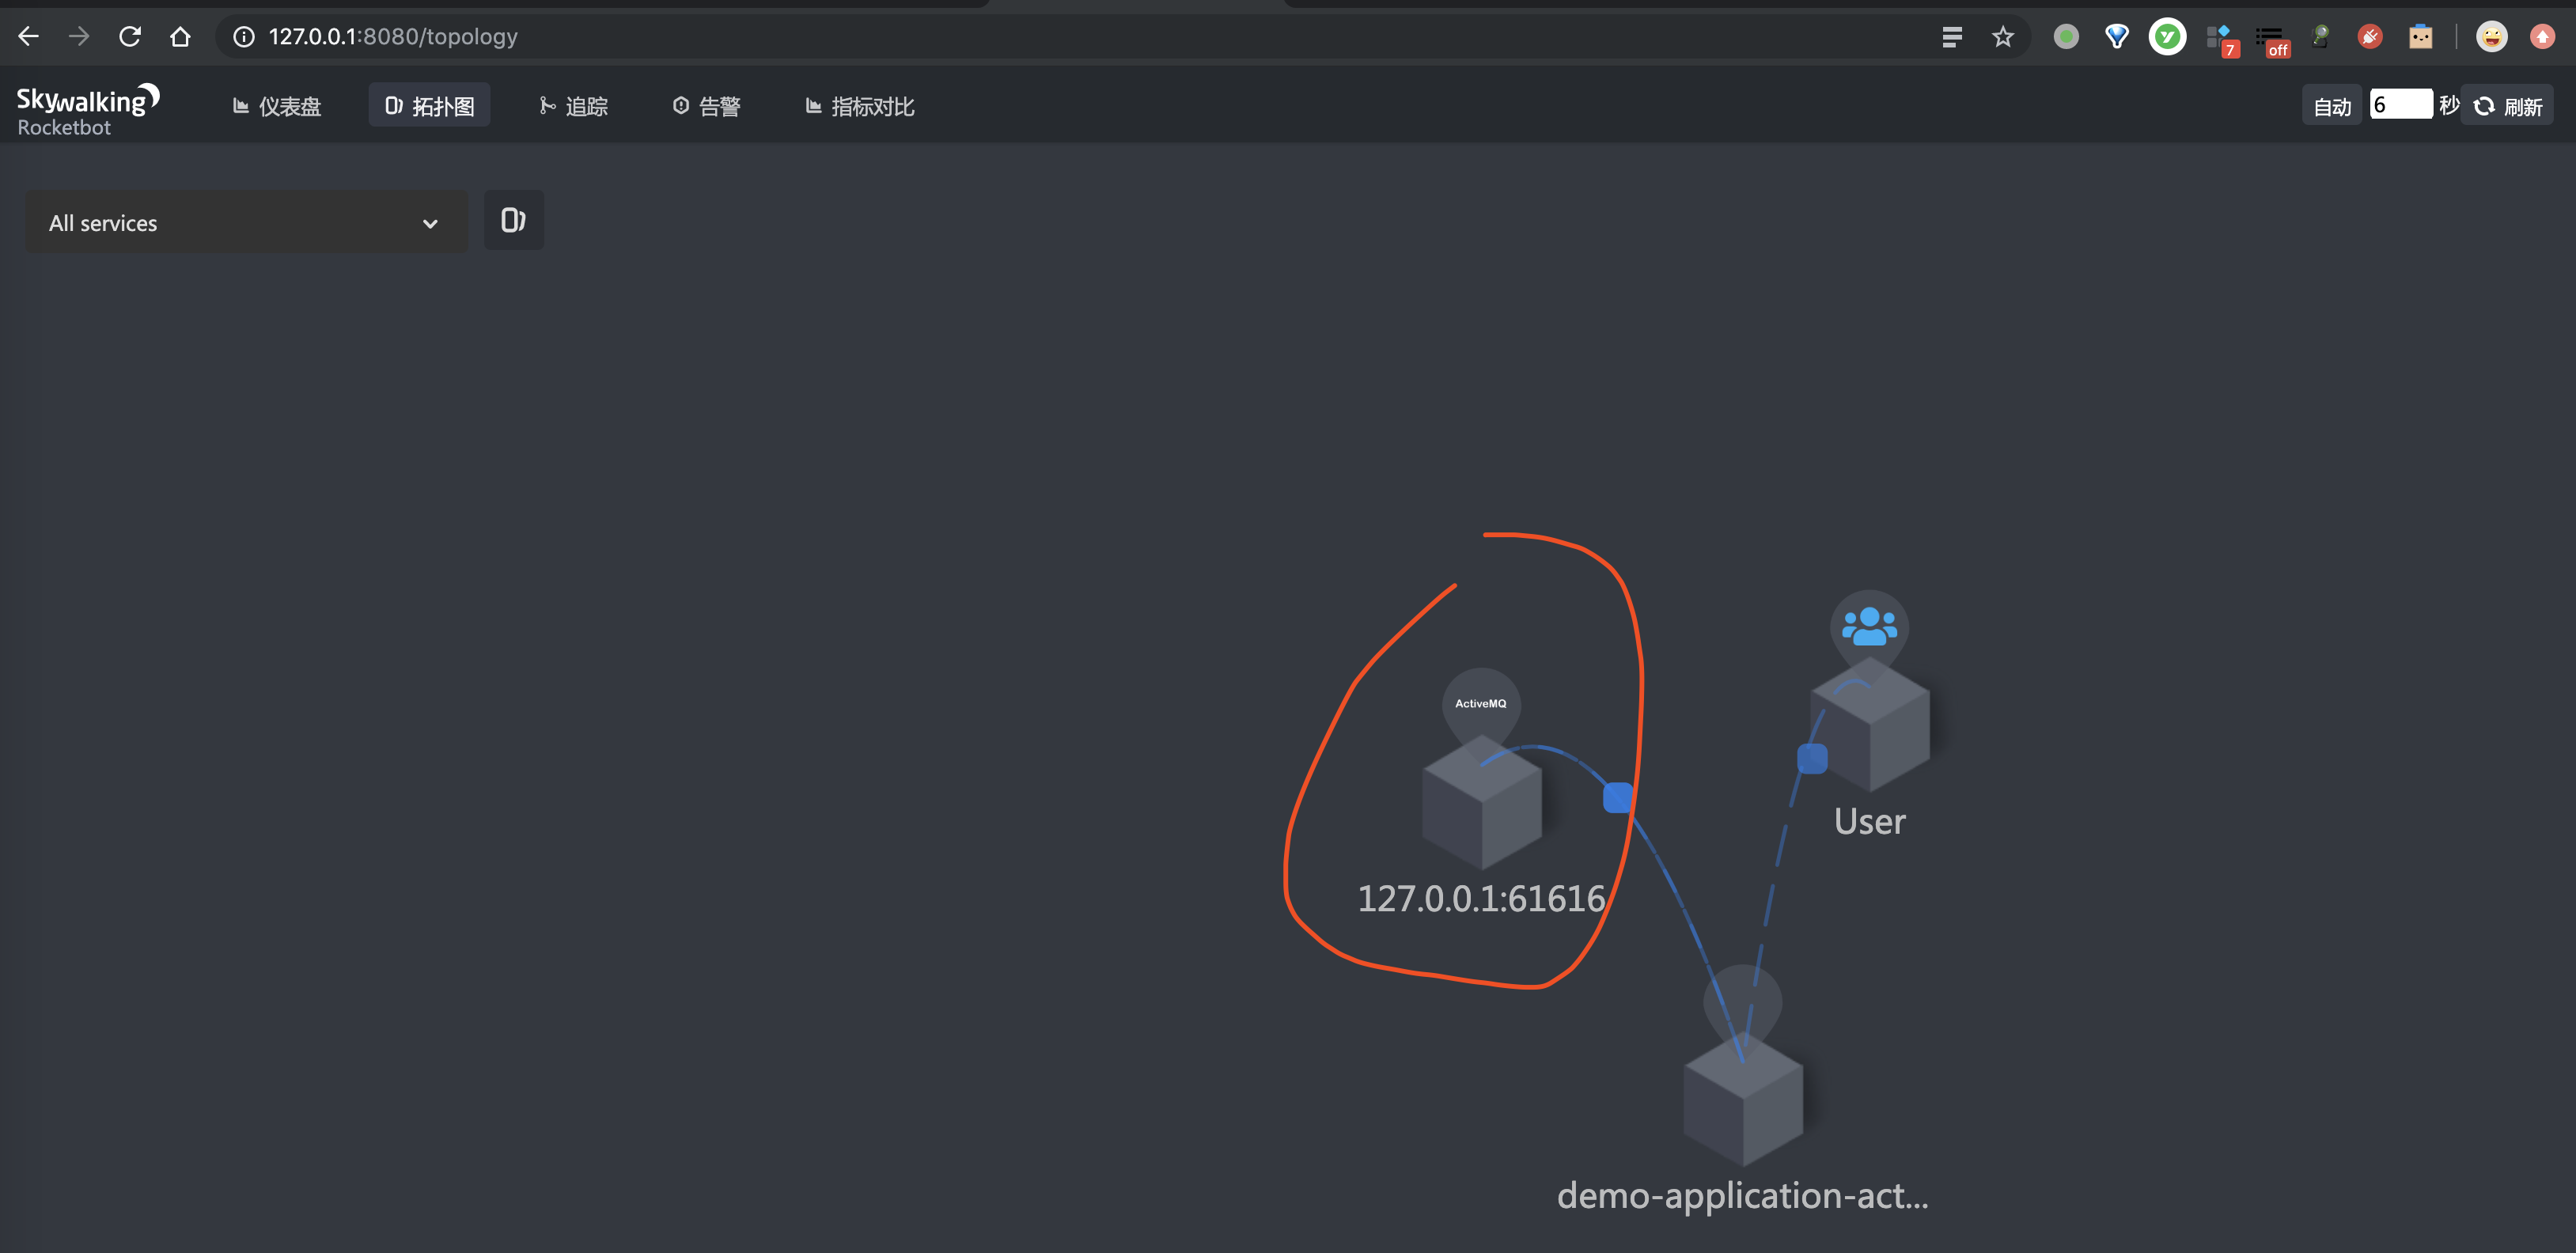 127.0.0.1:8080/topology
7
off
Skywalking
Rocketbot
仪表盘
拓扑图
追踪
告警
指标对比
自动
6
秒
刷新
All services
ActiveMQ
User
127.0.0.1:61616
demo-application-act...